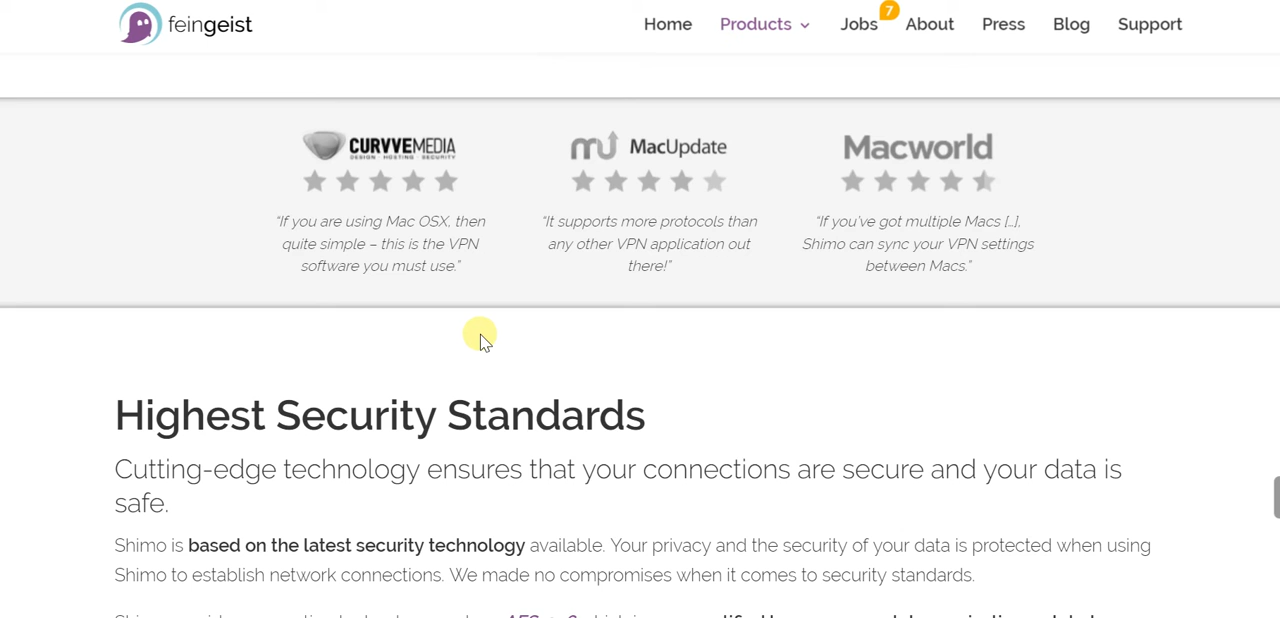 feingeist
Home Products Jobs 7 About Press Blog Support
CURVVEMEDIA
DESIGN · HOSTING · SECURITY
“If you are using Mac OSX, then
quite simple – this is the VPN
software you must use.”
mu MacUpdate
“It supports more protocols than
any other VPN application out
there!”
Macworld
“If you’ve got multiple Macs [...],
Shimo can sync your VPN settings
between Macs.”
Highest Security Standards
Cutting-edge technology ensures that your connections are secure and your data is
safe.
Shimo is based on the latest security technology available. Your privacy and the security of your data is protected when using
Shimo to establish network connections. We made no compromises when it comes to security standards.